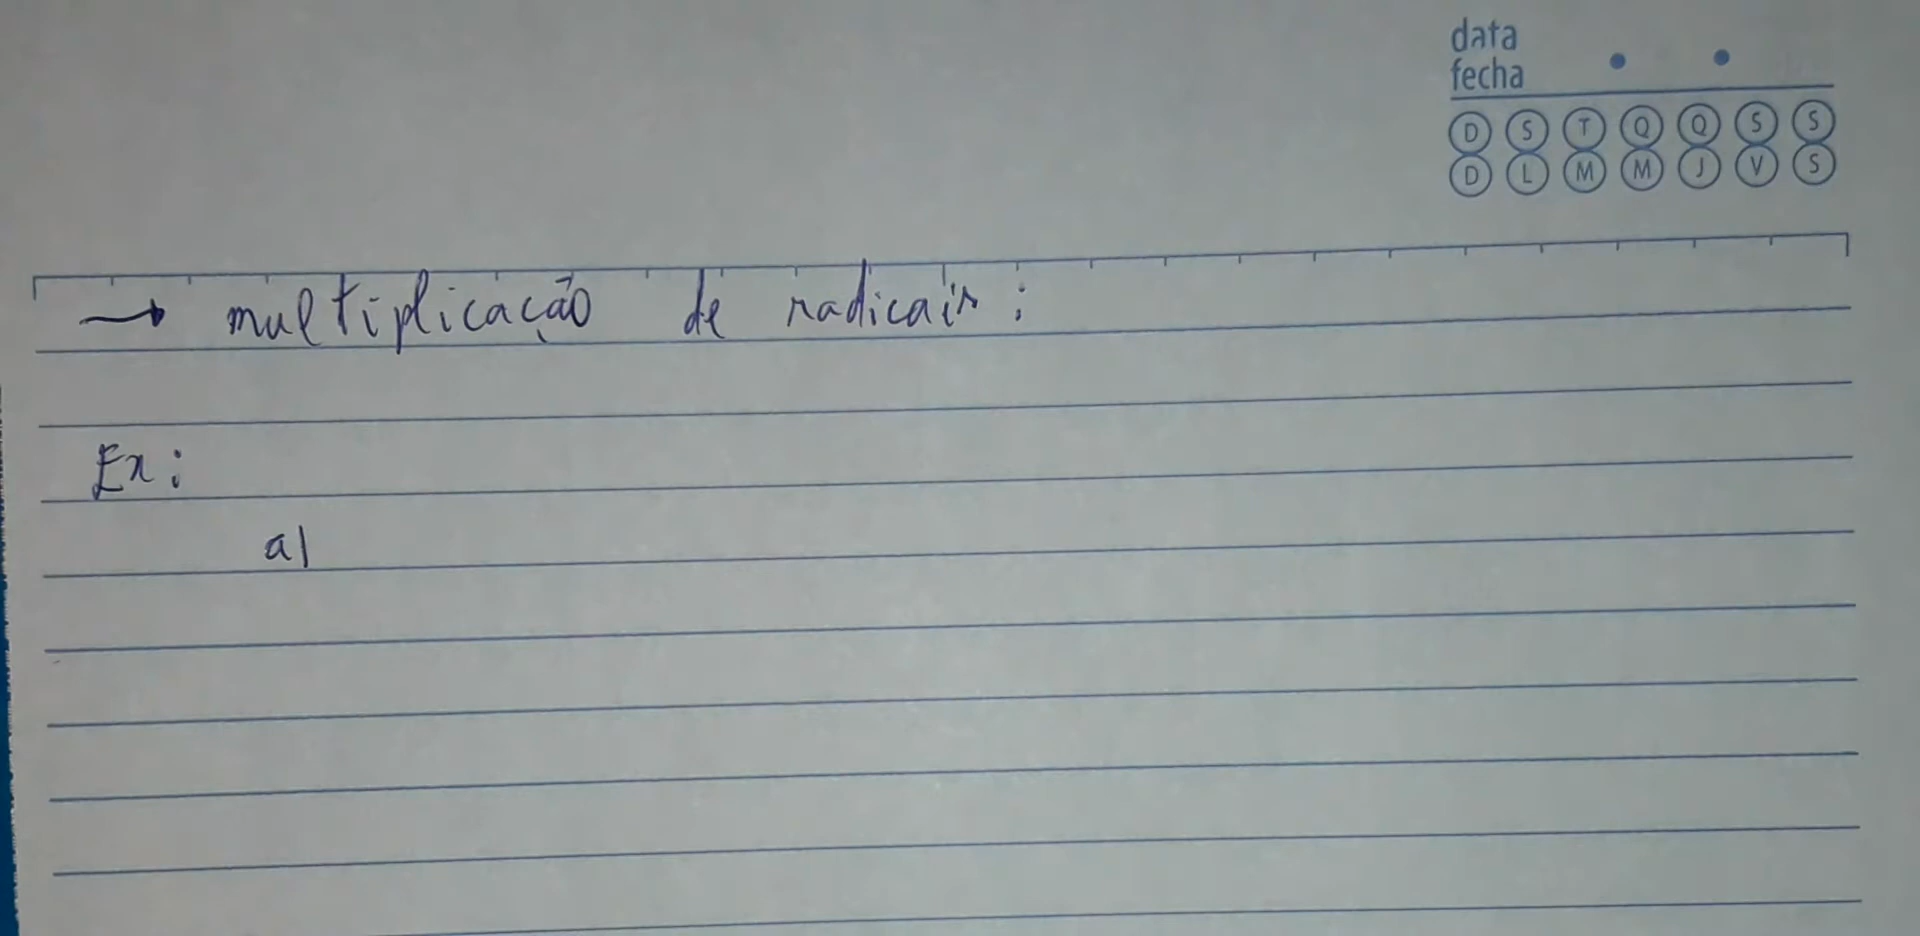 data
fecha
D S T Q Q S S
D L M M J V S
→ multiplicação de radicais:
Ex:
a)